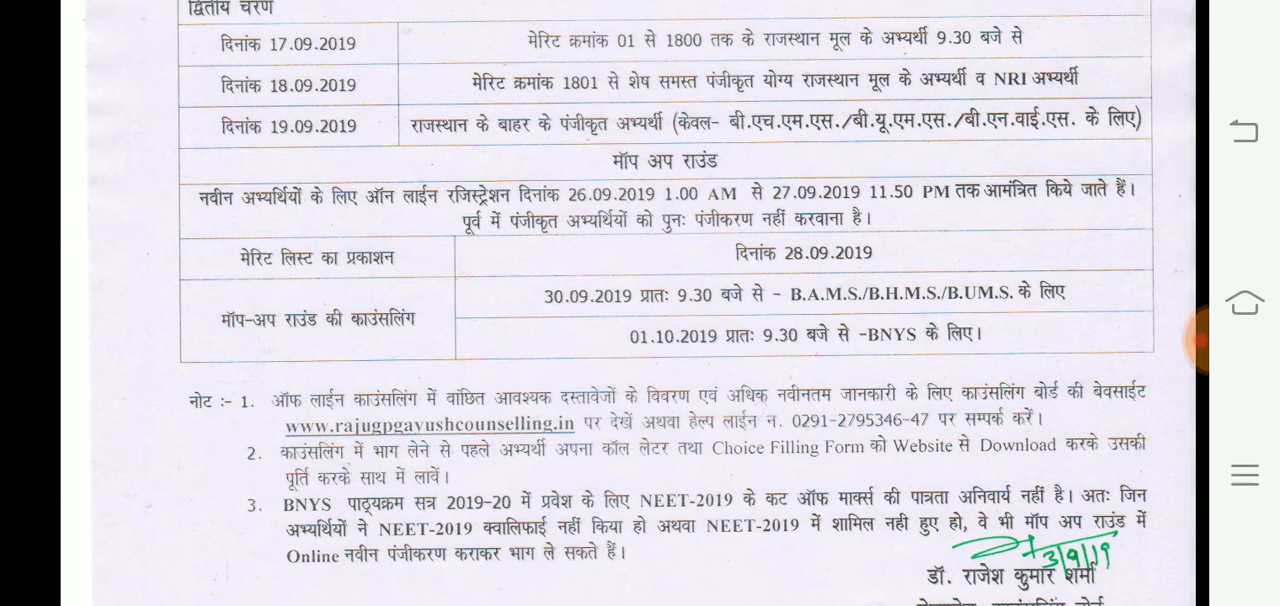 द्वितीय चरण
दिनांक 17.09.2019 मेरिट क्रमांक 01 से 1800 तक के राजस्थान मूल के अभ्यर्थी 9.30 बजे से
दिनांक 18.09.2019 मेरिट क्रमांक 1801 से शेष समस्त पंजीकृत योग्य राजस्थान मूल के अभ्यर्थी व NRI अभ्यर्थी
दिनांक 19.09.2019 राजस्थान के बाहर के पंजीकृत अभ्यर्थी (केवल- बी.एच.एम.एस./बी.यू.एम.एस./बी.एन.वाई.एस. के लिए)
मॉप अप राउंड
नवीन अभ्यर्थियों के लिए ऑन लाईन रजिस्ट्रेशन दिनांक 26.09.2019 1.00 AM से 27.09.2019 11.50 PM तक आमंत्रित किये जाते हैं।
पूर्व में पंजीकृत अभ्यर्थियों को पुनः पंजीकरण नहीं करवाना है।
मेरिट लिस्ट का प्रकाशन दिनांक 28.09.2019
मॉप-अप राउंड की काउंसलिंग
30.09.2019 प्रातः 9.30 बजे से - B.A.M.S./B.H.M.S./B.UM.S. के लिए
01.10.2019 प्रातः 9.30 बजे से -BNYS के लिए।
नोट :- 1. ऑफ लाईन काउंसलिंग में वांछित आवश्यक दस्तावेजों के विवरण एवं अधिक नवीनतम जानकारी के लिए काउंसलिंग बोर्ड की बेवसाईट
www.rajugpgayushcounselling.in पर देखें अथवा हेल्प लाईन न. 0291-2795346-47 पर सम्पर्क करें।
2. काउंसलिंग में भाग लेने से पहले अभ्यर्थी अपना कॉल लेटर तथा Choice Filling Form को Website से Download करके उसकी
पूर्ति करके साथ में लावें।
3. BNYS पाठ्यक्रम सत्र 2019-20 में प्रवेश के लिए NEET-2019 के कट ऑफ मार्क्स की पात्रता अनिवार्य नहीं है। अतः जिन
अभ्यर्थियों ने NEET-2019 क्वालिफाई नहीं किया हो अथवा NEET-2019 में शामिल नही हुए हो, वे भी मॉप अप राउंड में
Online नवीन पंजीकरण कराकर भाग ले सकते हैं।
3/9/19
डॉ. राजेश कुमार शर्मा